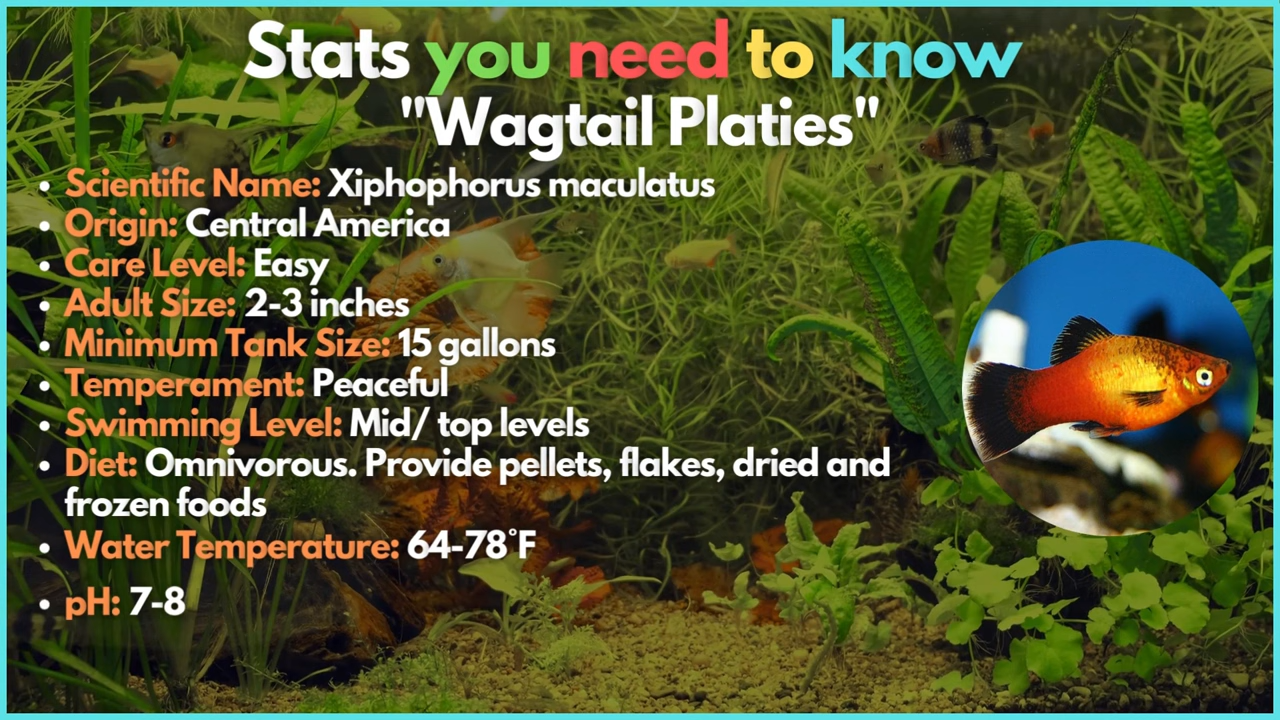 Stats you need to know
"Wagtail Platies"
• Scientific Name: Xiphophorus maculatus
• Origin: Central America
• Care Level: Easy
• Adult Size: 2-3 inches
• Minimum Tank Size: 15 gallons
• Temperament: Peaceful
• Swimming Level: Mid/ top levels
• Diet: Omnivorous. Provide pellets, flakes, dried and
frozen foods
• Water Temperature: 64-78°F
• pH: 7-8